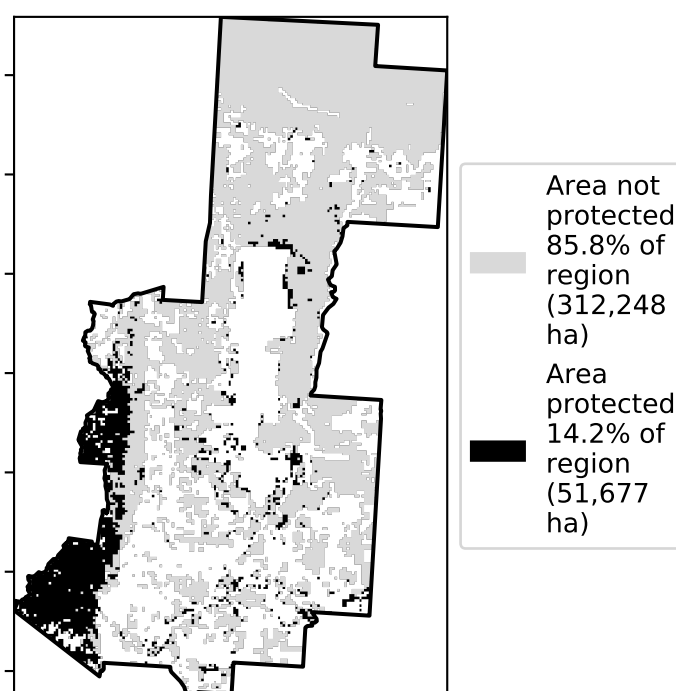 Area not
protected
85.8% of
region
(312,248
ha)
Area
protected
14.2% of
region
(51,677
ha)